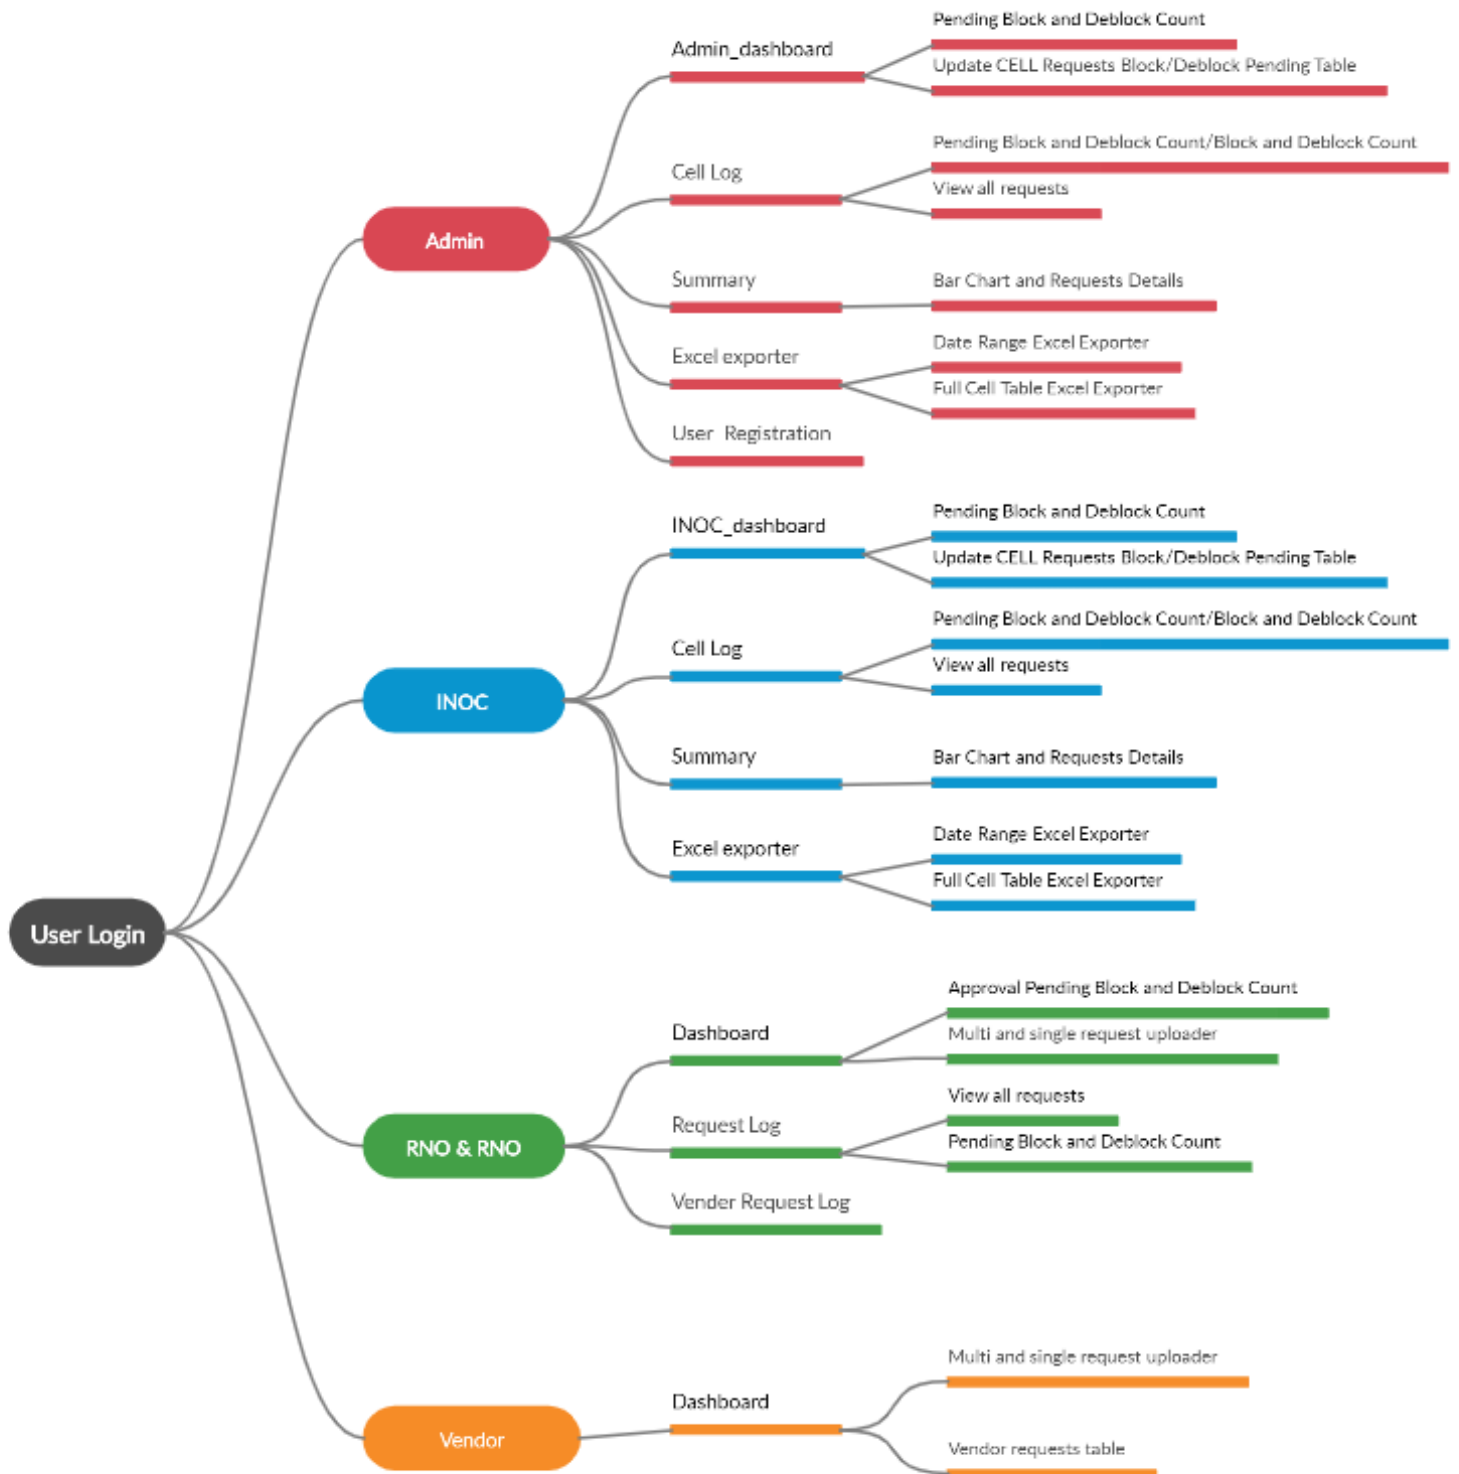 User Login
Admin
Admin_dashboard
Pending Block and Deblock Count
Update CELL Requests Block/Deblock Pending Table
Cell Log
Pending Block and Deblock Count/Block and Deblock Count
View all requests
Summary
Bar Chart and Requests Details
Excel exporter
Date Range Excel Exporter
Full Cell Table Excel Exporter
User Registration
INOC
INOC_dashboard
Pending Block and Deblock Count
Update CELL Requests Block/Deblock Pending Table
Cell Log
Pending Block and Deblock Count/Block and Deblock Count
View all requests
Summary
Bar Chart and Requests Details
Excel exporter
Date Range Excel Exporter
Full Cell Table Excel Exporter
RNO & RNO
Dashboard
Approval Pending Block and Deblock Count
Multi and single request uploader
Request Log
View all requests
Pending Block and Deblock Count
Vender Request Log
Vendor
Dashboard
Multi and single request uploader
Vendor requests table